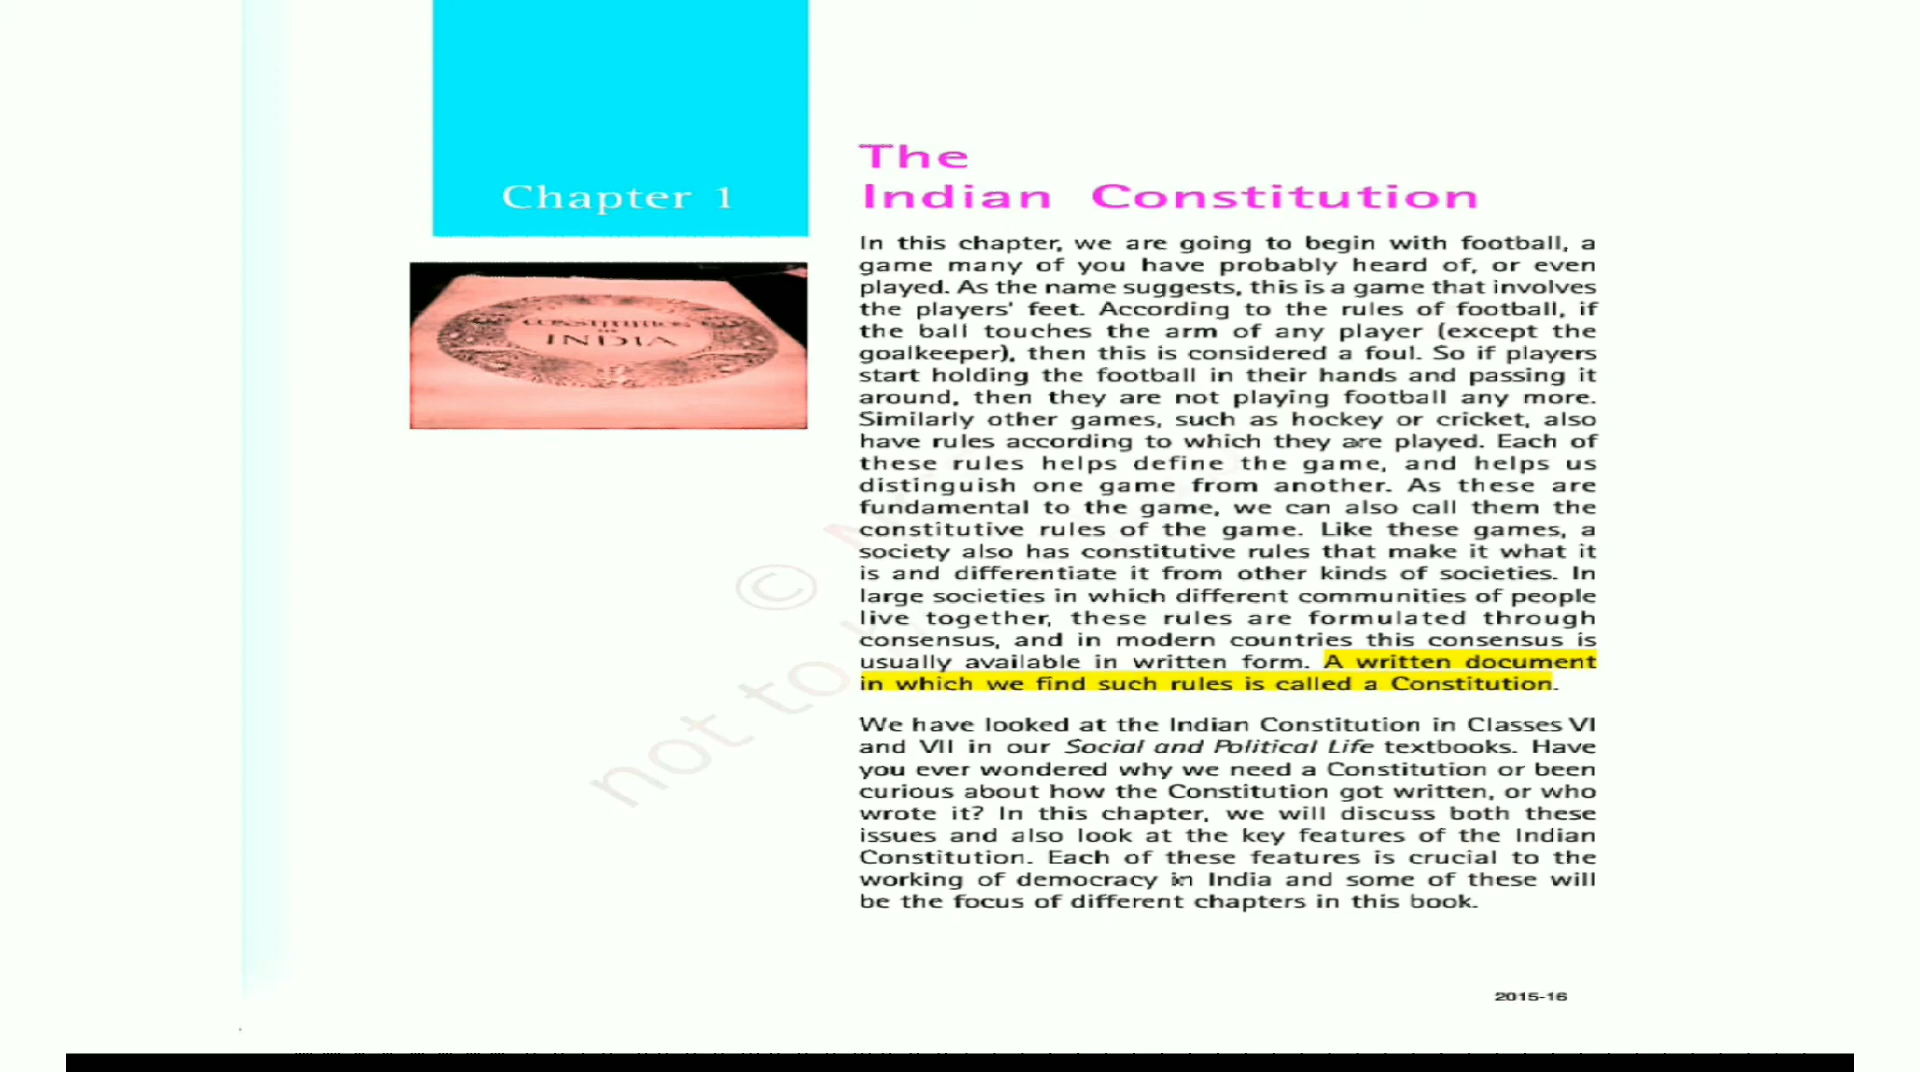 Chapter 1
CONSTITUTION
INDIA
The
Indian Constitution
In this chapter, we are going to begin with football, a
game many of you have probably heard of, or even
played. As the name suggests, this is a game that involves
the players' feet. According to the rules of football, if
the ball touches the arm of any player (except the
goalkeeper), then this is considered a foul. So if players
start holding the football in their hands and passing it
around, then they are not playing football any more.
Similarly other games, such as hockey or cricket, also
have rules according to which they are played. Each of
these rules helps define the game, and helps us
distinguish one game from another. As these are
fundamental to the game, we can also call them the
constitutive rules of the game. Like these games, a
society also has constitutive rules that make it what it
is and differentiate it from other kinds of societies. In
large societies in which different communities of people
live together, these rules are formulated through
consensus, and in modern countries this consensus is
usually available in written form. A written document
in which we find such rules is called a Constitution.
We have looked at the Indian Constitution in Classes VI
and VII in our Social and Political Life textbooks. Have
you ever wondered why we need a Constitution or been
curious about how the Constitution got written, or who
wrote it? In this chapter, we will discuss both these
issues and also look at the key features of the Indian
Constitution. Each of these features is crucial to the
working of democracy in India and some of these will
be the focus of different chapters in this book.
©
not to
2015-16